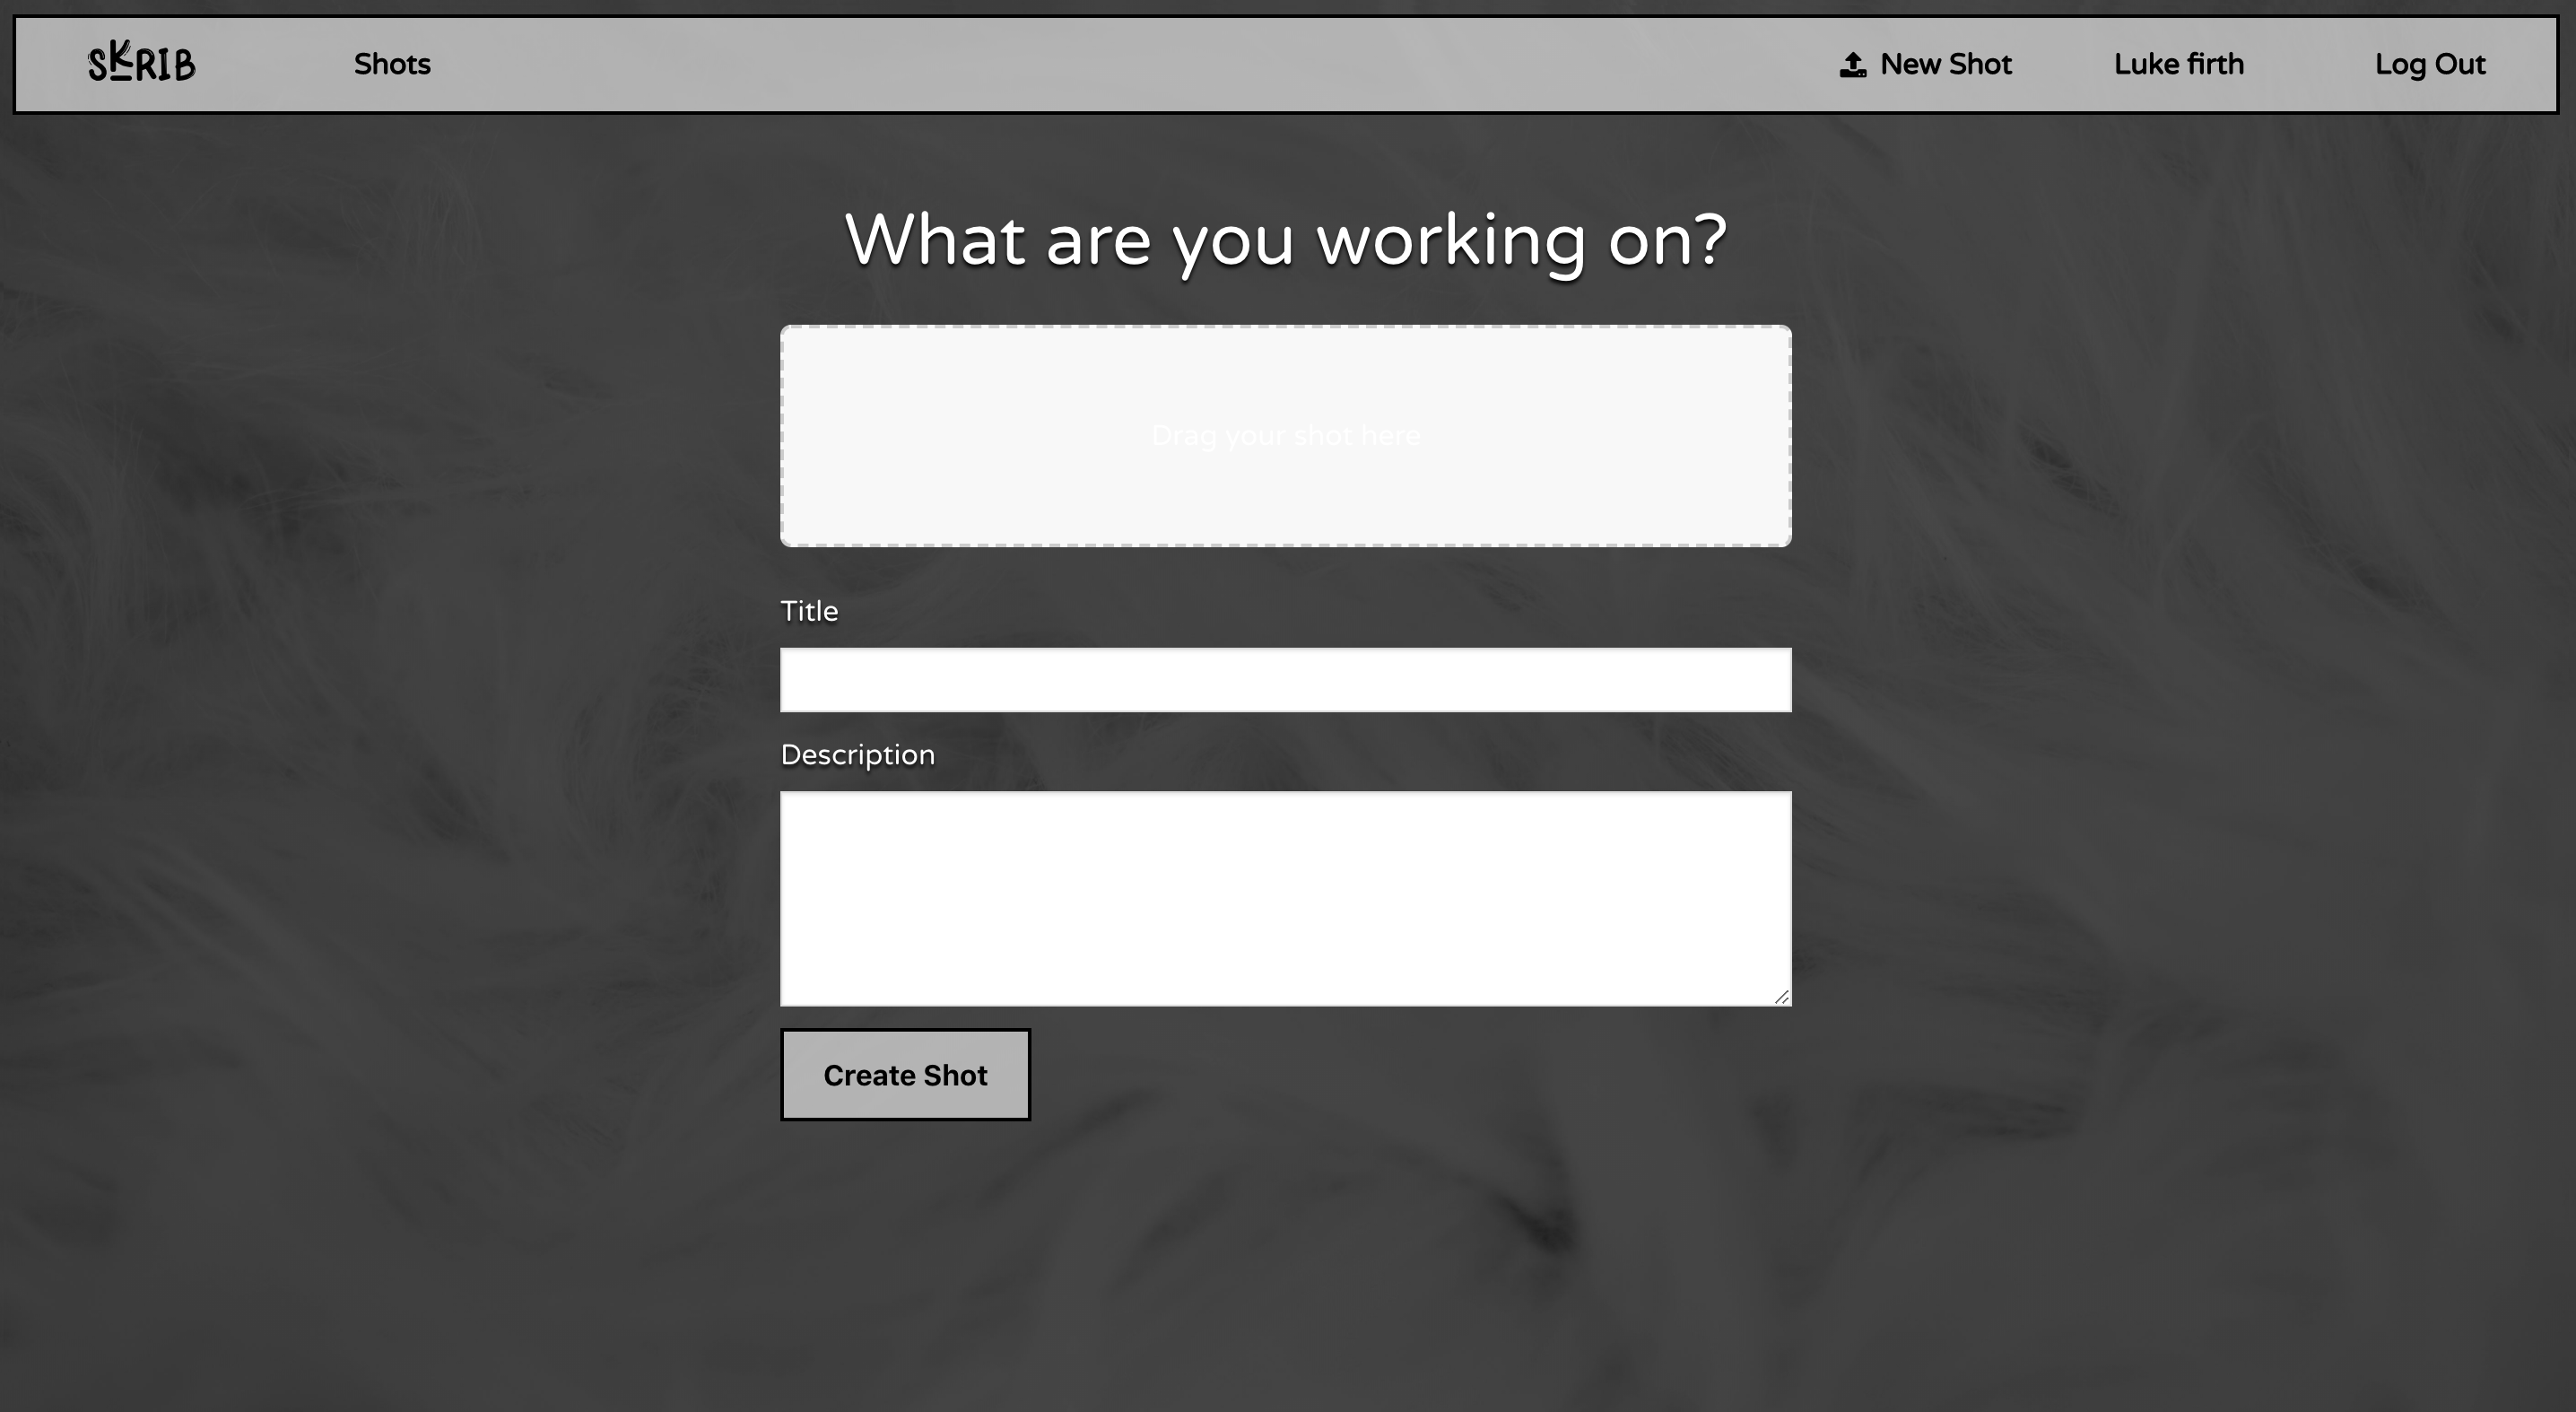 SKRIB
Shots
New Shot
Luke firth
Log Out
What are you working on?
Drag your shot here
Title
Description
Create Shot